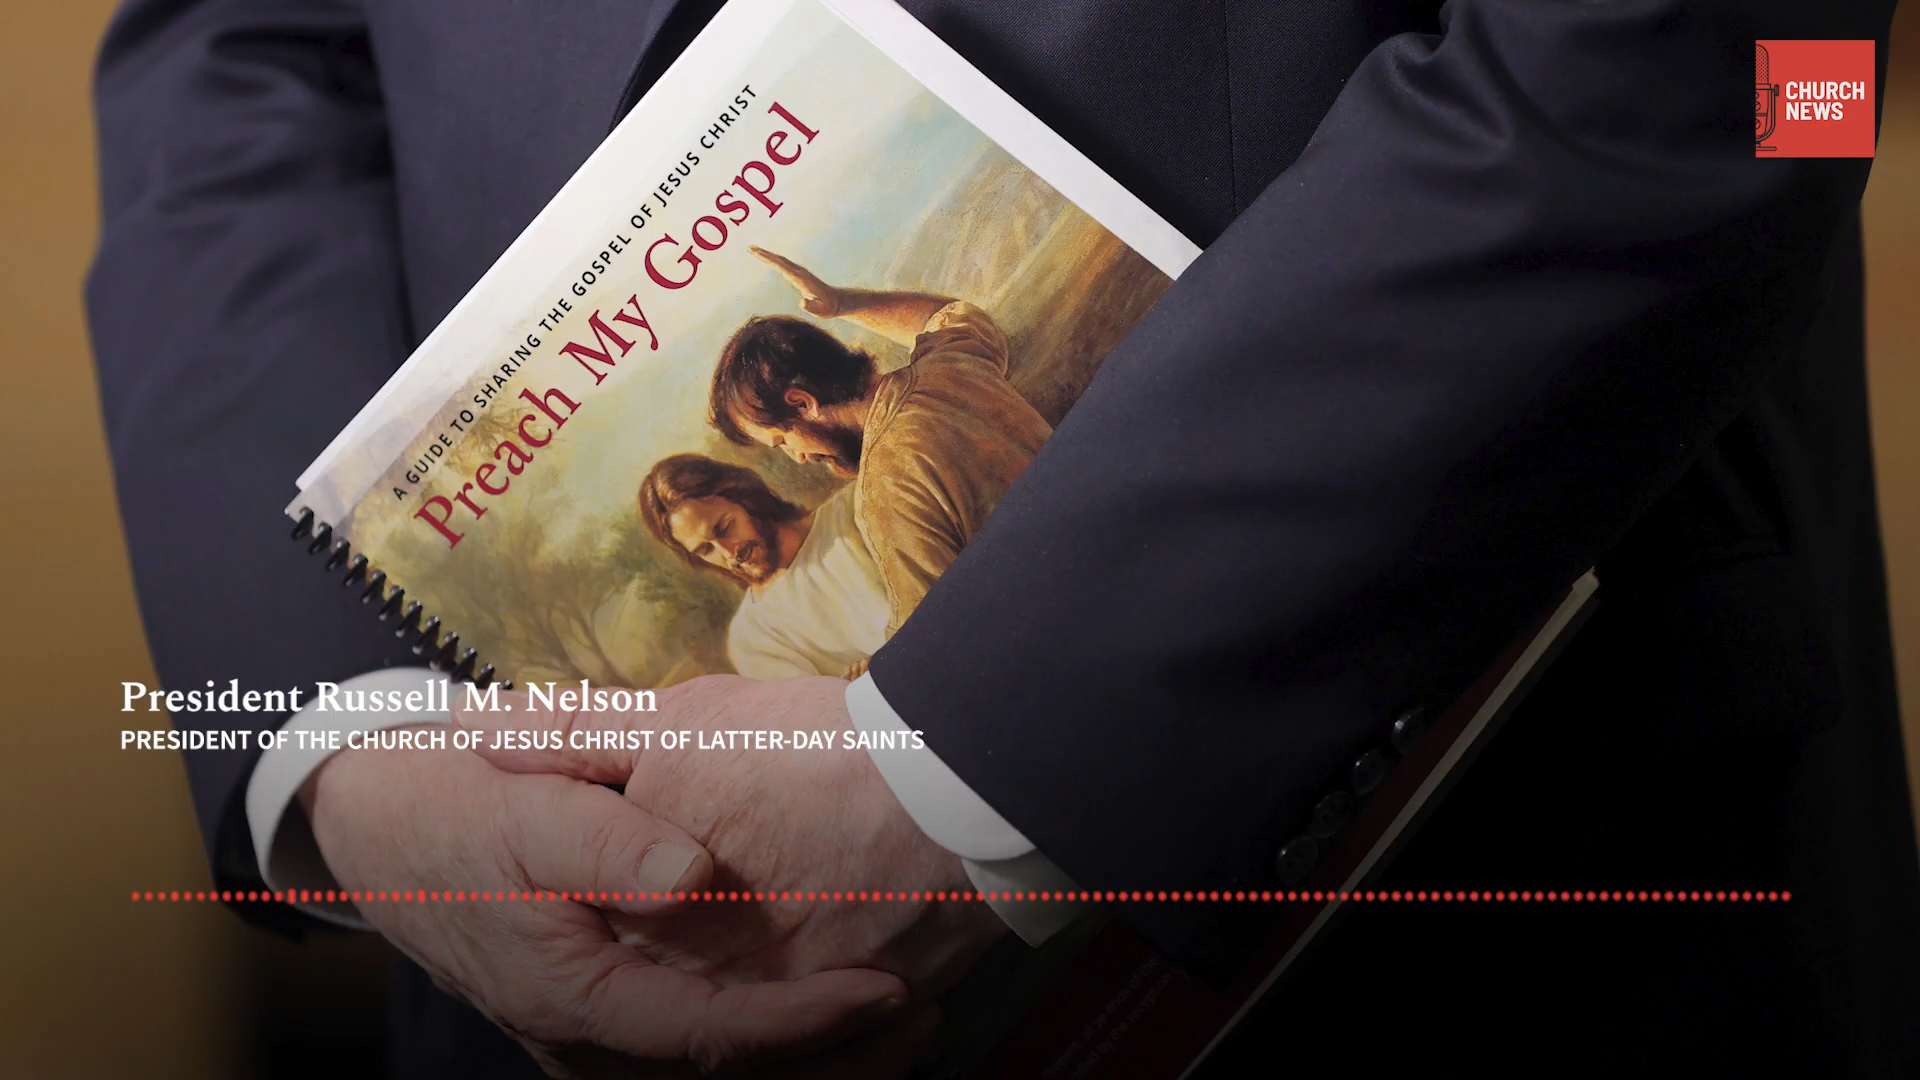 CHURCH
NEWS
A GUIDE TO SHARING THE GOSPEL OF JESUS CHRIST
Preach My Gospel
President Russell M. Nelson
PRESIDENT OF THE CHURCH OF JESUS CHRIST OF LATTER-DAY SAINTS